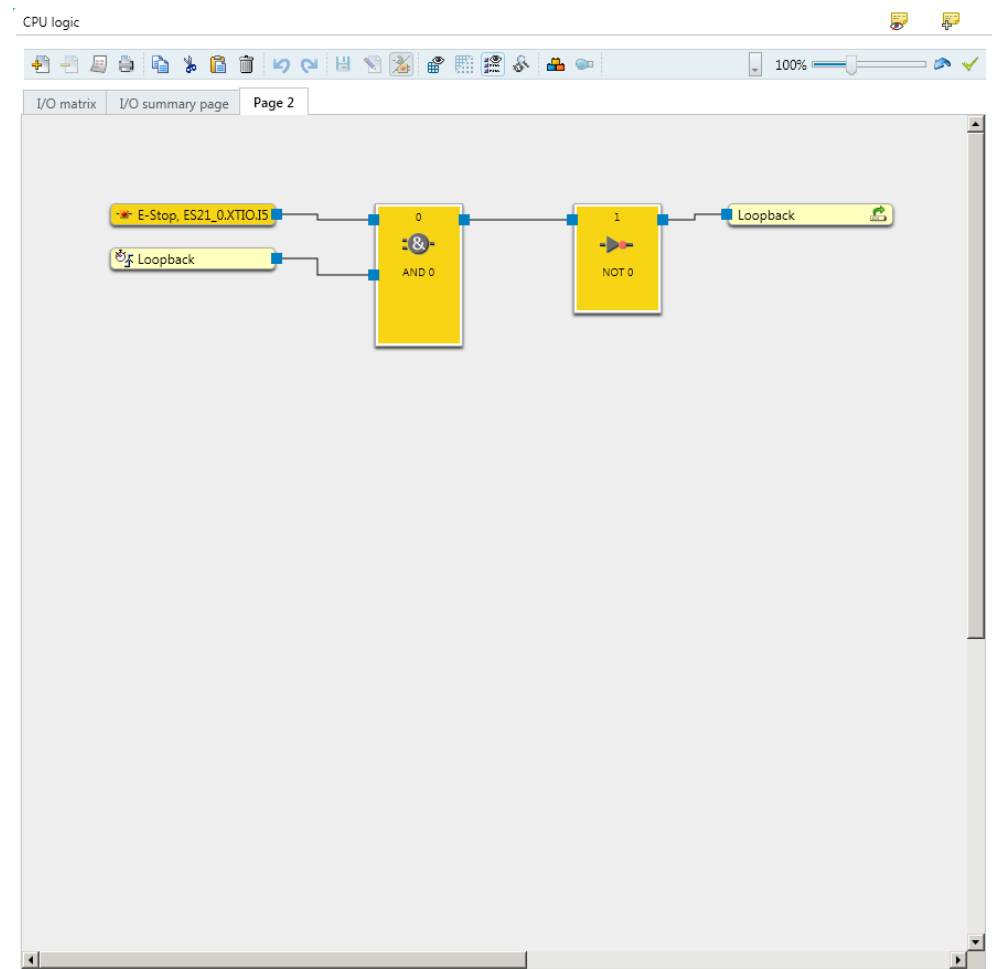 CPU logic
100%
I/O matrix
I/O summary page
Page 2
E-Stop, ES21_0.XTIO.I5
Loopback
0
&
AND 0
1
NOT 0
Loopback